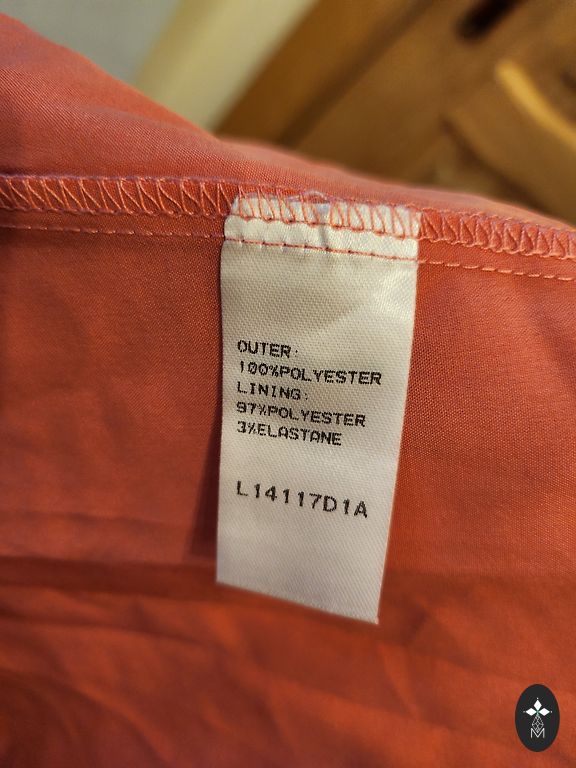 OUTER:
100%POLYESTER
LINING:
97%POLYESTER
3%ELASTANE
L14117D1A